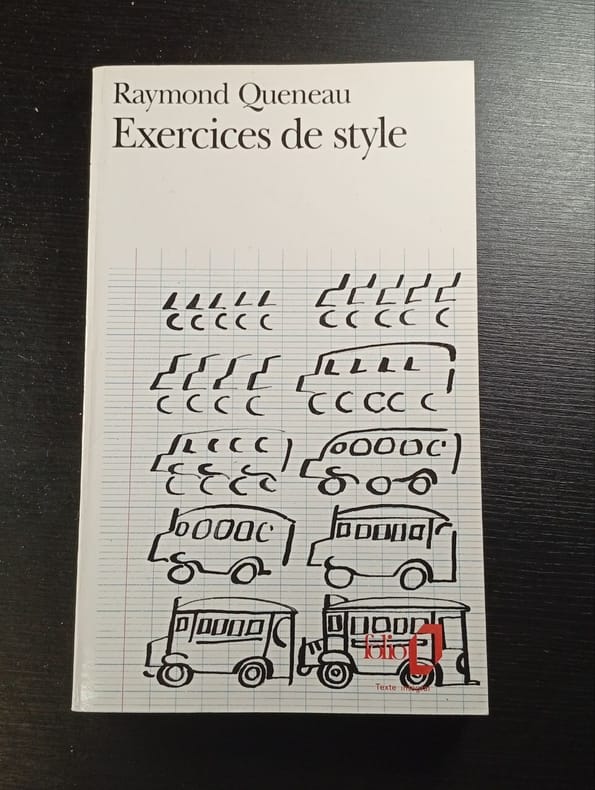 Raymond Queneau
Exercices de style
folio
Texte intégral